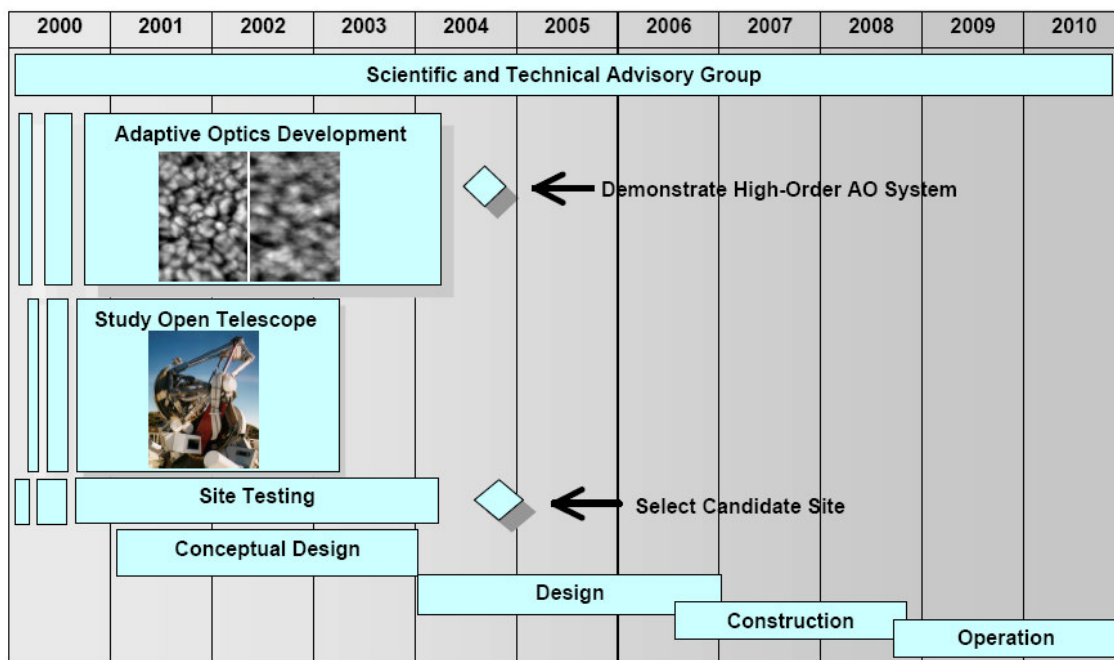 2000 2001 2002 2003 2004 2005 2006 2007 2008 2009 2010
Scientific and Technical Advisory Group
Adaptive Optics Development
Demonstrate High-Order AO System
Study Open Telescope
Site Testing
Select Candidate Site
Conceptual Design
Design
Construction
Operation